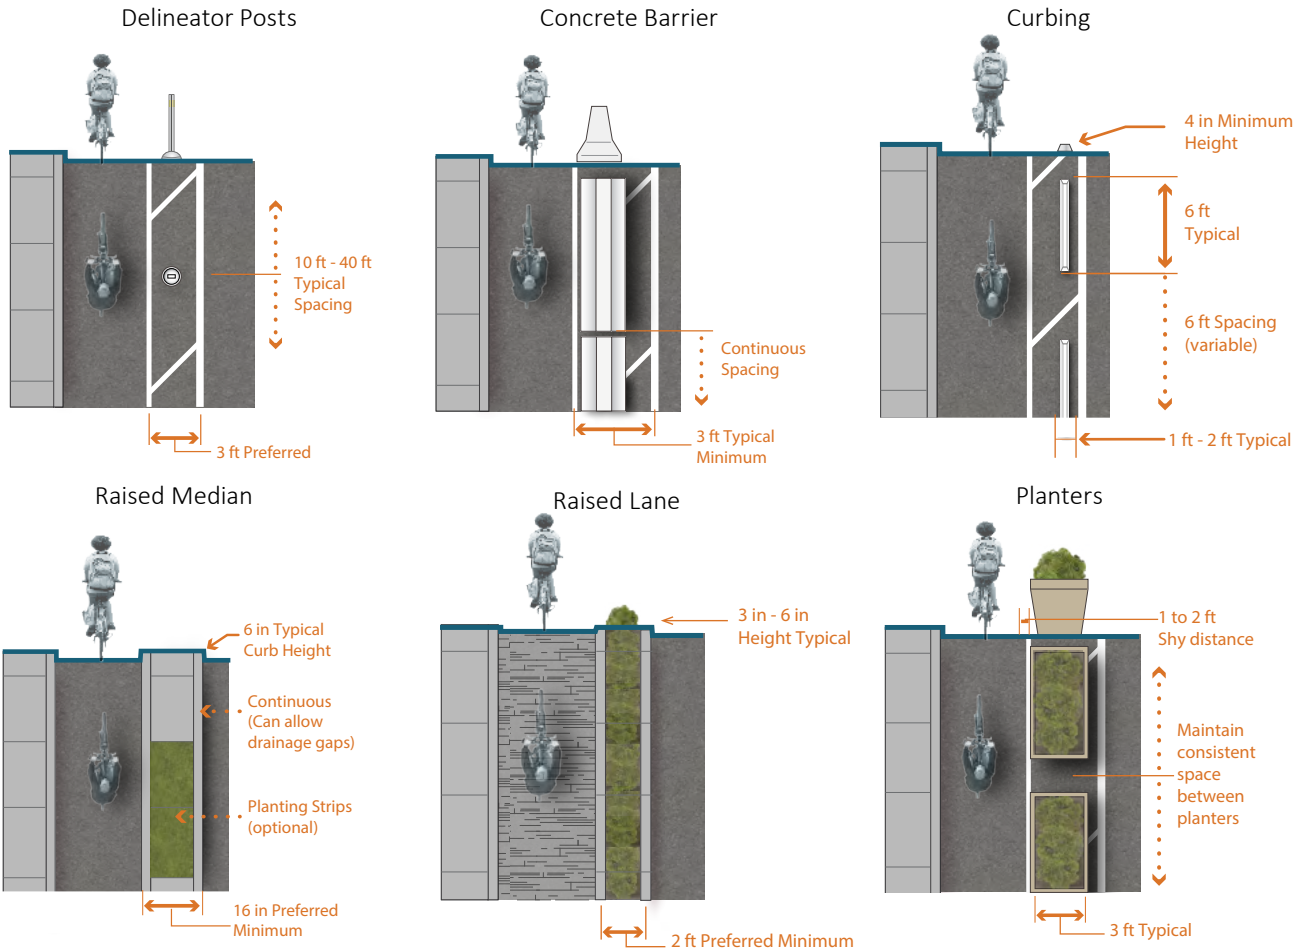 Delineator Posts
10 ft - 40 ft
Typical
Spacing
3 ft Preferred
Concrete Barrier
Continuous
Spacing
3 ft Typical
Minimum
Curbing
4 in Minimum
Height
6 ft
Typical
6 ft Spacing
(variable)
1 ft - 2 ft Typical
Raised Median
6 in Typical
Curb Height
Continuous
(Can allow
drainage gaps)
Planting Strips
(optional)
16 in Preferred
Minimum
Raised Lane
3 in - 6 in
Height Typical
2 ft Preferred Minimum
Planters
1 to 2 ft
Shy distance
Maintain
consistent
space
between
planters
3 ft Typical